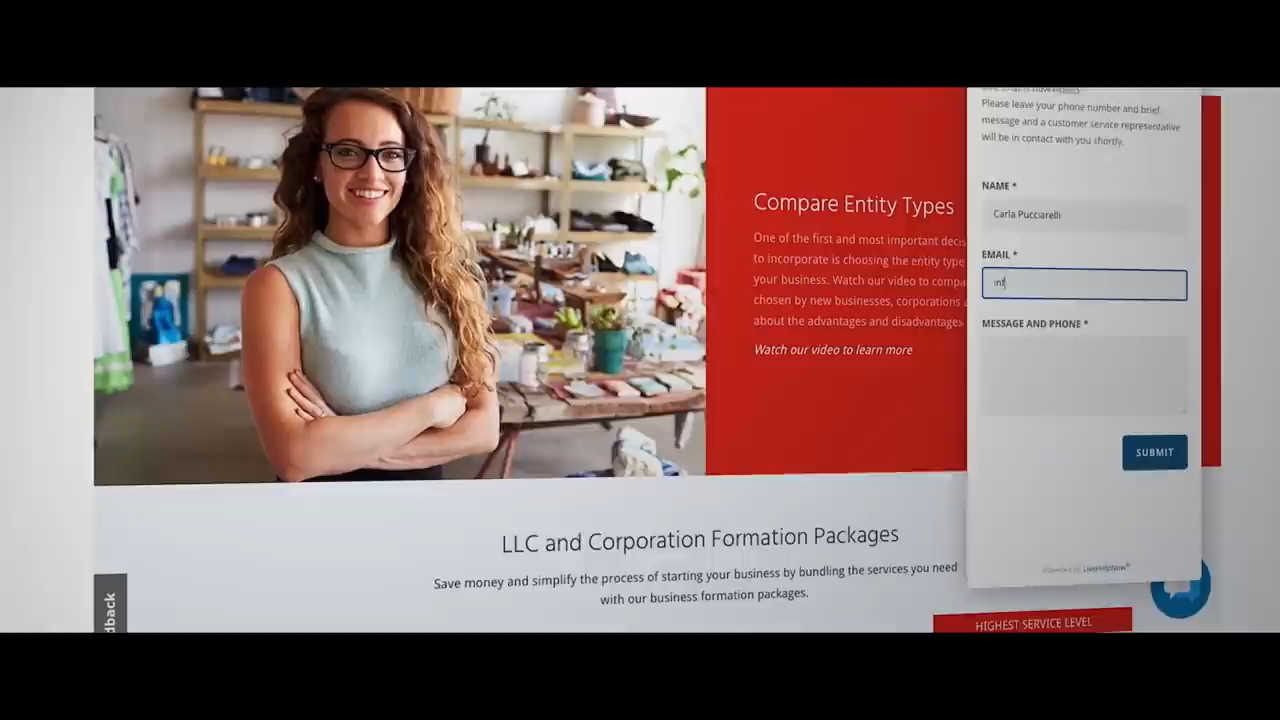 Compare Entity Types
One of the first and most important decis
to incorporate is choosing the entity type
your business. Watch our video to compa
chosen by new businesses, corporations a
about the advantages and disadvantages
Watch our video to learn more
Please leave your phone number and brief
message and a customer service representative
will be in contact with you shortly.
NAME *
Carla Pucciarelli
EMAIL *
inf
MESSAGE AND PHONE *
SUBMIT
Powered by LiveHelpNow®
LLC and Corporation Formation Packages
Save money and simplify the process of starting your business by bundling the services you need
with our business formation packages.
dback
HIGHEST SERVICE LEVEL